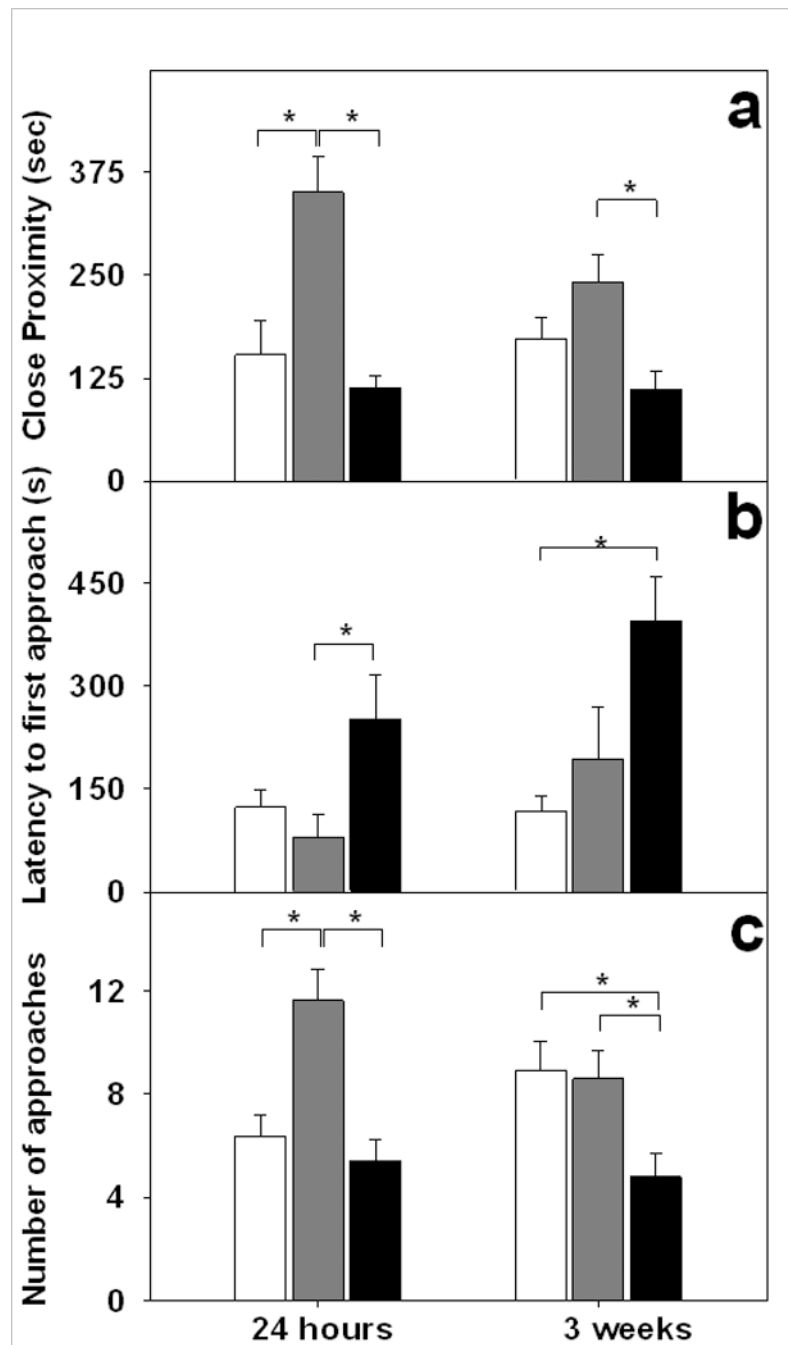 a
Close Proximity (sec)
375
250
125
0
* *
*
b
Latency to first approach (s)
450
300
150
0
*
*
c
Number of approaches
12
8
4
0
* *
*
*
24 hours 3 weeks